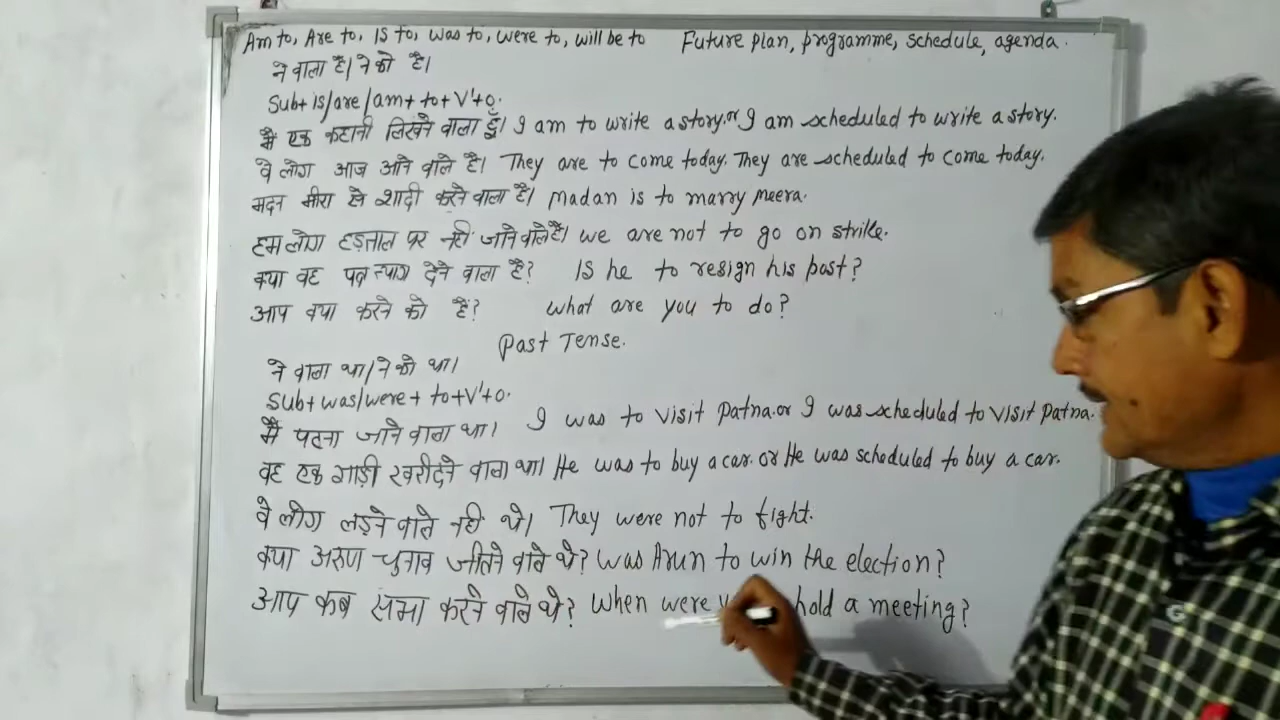 Am to, Are to, Is to, was to, were to, will be to Future plan, programme, schedule, agenda.
ने वाला है। ने को है।
Sub+is/are/am+to+V¹+o.
मैं एक कहानी लिखने वाला हूँ। I am to write a story. or I am scheduled to write a story.
वे लोग आज आने वाले है। They are to come today. They are scheduled to come today.
मदन मीरा से शादी करने वाला है। Madan is to marry Meera.
हम लोग हड़ताल पर नहीं जाने वाले हैं। We are not to go on strike.
क्या वह त्याग देने वाला है? Is he to resign his post?
आप क्या करने को हैं? What are you to do?
Past Tense.
ने वाला था। ने को था।
Sub+was/were+to+V¹+o.
मैं पटना जाने वाला था। I was to visit Patna. or I was scheduled to visit Patna.
वह एक गाड़ी खरीदने वाला था। He was to buy a car. or He was scheduled to buy a car.
वे लोग लड़ने वाले नही थे। They were not to fight.
क्या अरुण चुनाव जीतने वाले थे? Was Arun to win the election?
आप कब सभा करने वाले थे? When were hold a meeting?